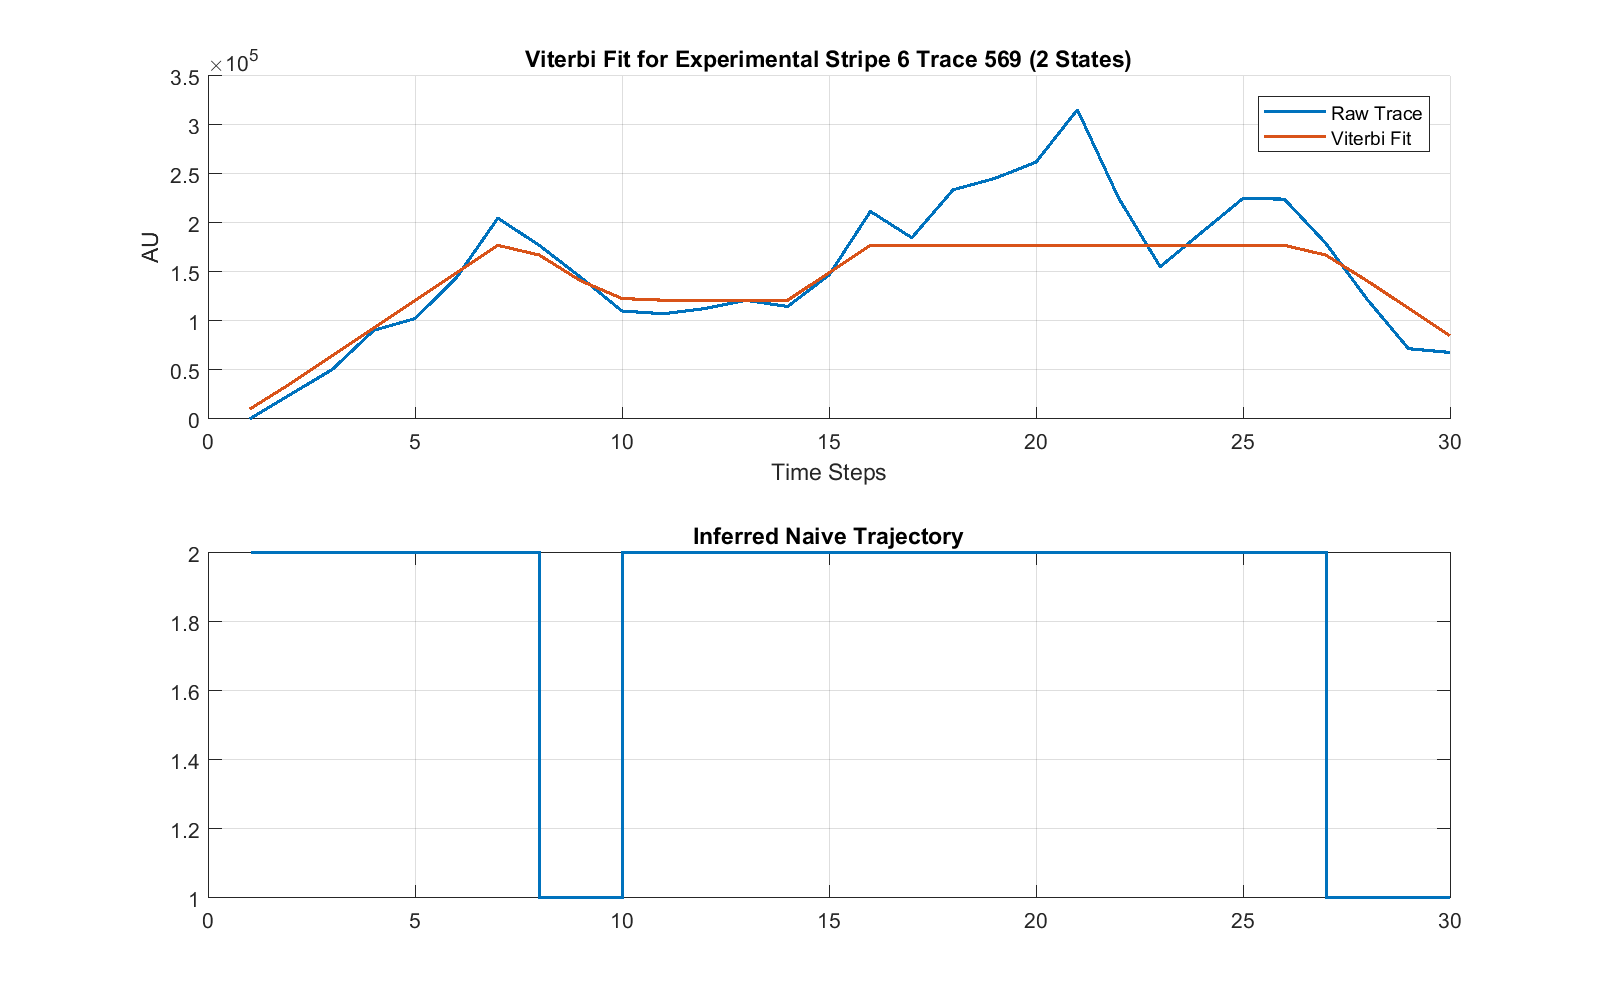 Viterbi Fit for Experimental Stripe 6 Trace 569 (2 States)
×10^5
3.5
3
2.5
2
1.5
1
0.5
0
AU
Raw Trace
Viterbi Fit
0 5 10 15 20 25 30
Time Steps
Inferred Naive Trajectory
2
1.8
1.6
1.4
1.2
1
0 5 10 15 20 25 30